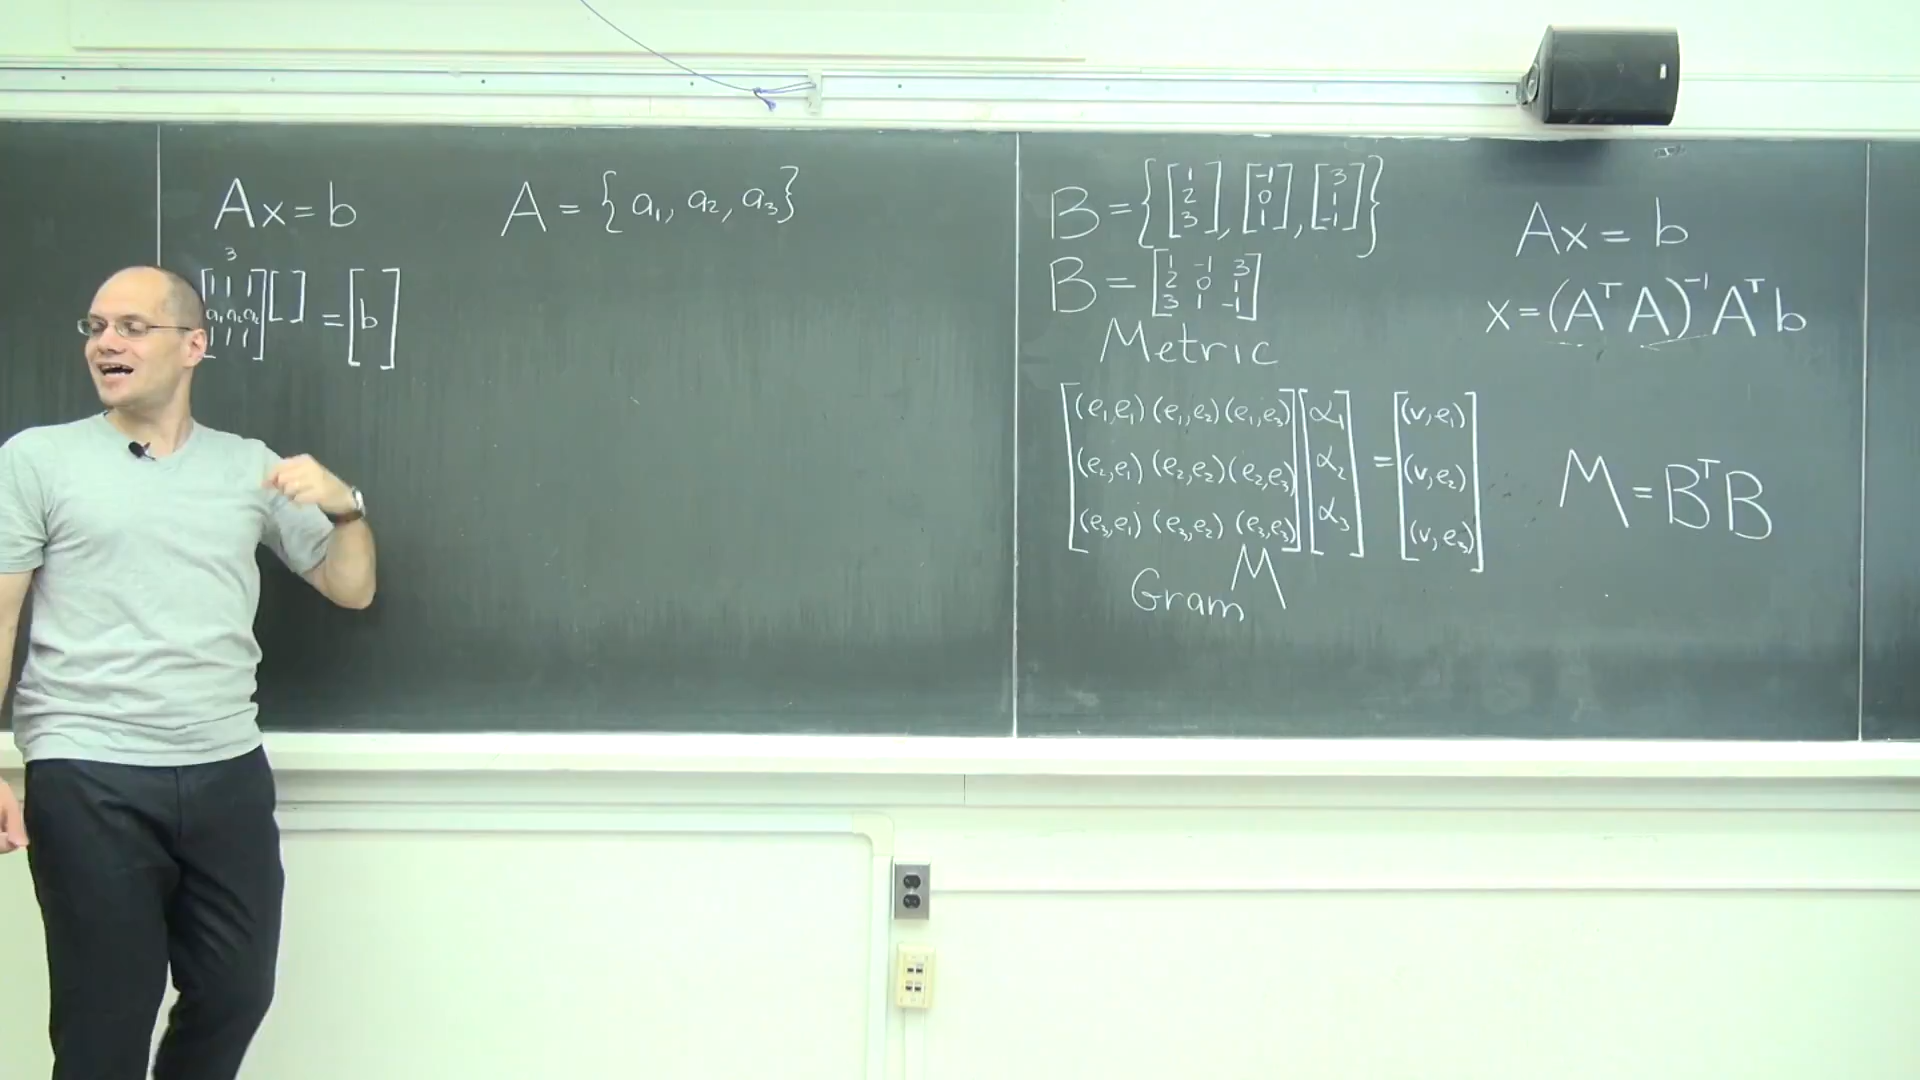 Ax = b
A = {a₁, a₂, a₃}
3
[a₁ a₂ a₃] [ ] = [b]
B = {[1 2 3], [-1 0 1], [3 1 -1]}
B = [1 -1 3
2 0 1
3 1 -1]
Metric
[(e₁,e₁) (e₁,e₂) (e₁,e₃)] [α₁] = [(v,e₁)]
[(e₂,e₁) (e₂,e₂) (e₂,e₃)] [α₂] = [(v,e₂)]
[(e₃,e₁) (e₃,e₂) (e₃,e₃)] [α₃] = [(v,e₃)]
M
Gram
Ax = b
x = (AᵀA)⁻¹Aᵀb
M = BᵀB